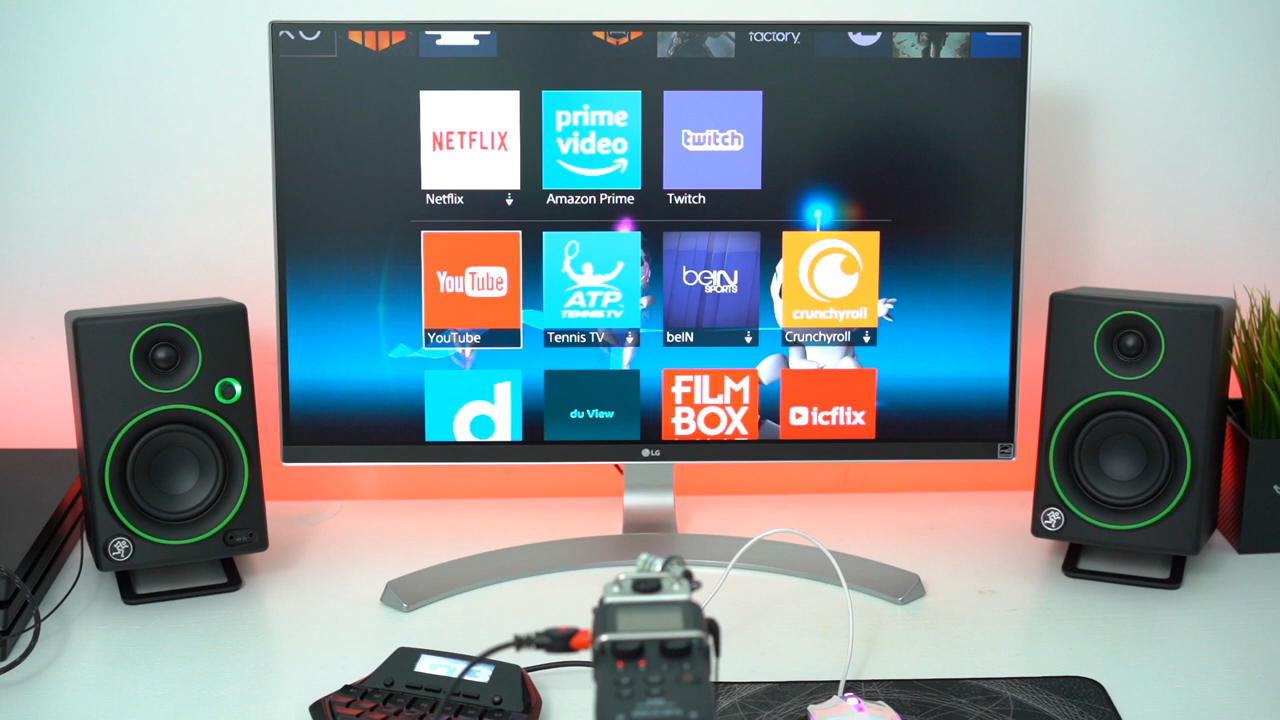 factory
NETFLIX
prime
video
twitch
Netflix
Amazon Prime
Twitch
YouTube
ATP
TENNIS TV
beIN
SPORTS
crunchyroll
YouTube
Tennis TV
beIN
Crunchyroll
d
du View
FILM
BOX
icflix
LG